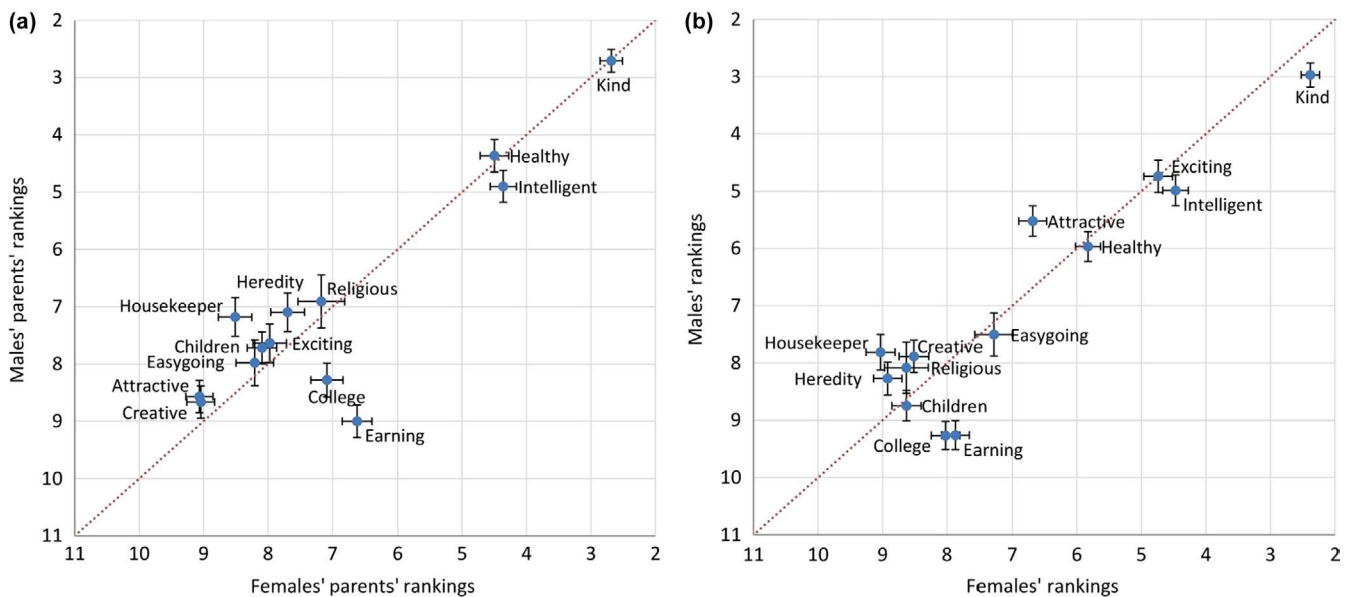 (a)
2
3
4
5
6
7
8
9
10
11
Males' parents' rankings
Kind
Healthy
Intelligent
Heredity
Religious
Housekeeper
Children
Exciting
Easygoing
Attractive
College
Creative
Earning
11 10 9 8 7 6 5 4 3 2
Females' parents' rankings
(b)
2
3
4
5
6
7
8
9
10
11
Males' rankings
Kind
Exciting
Intelligent
Attractive
Healthy
Easygoing
Housekeeper
Creative
Religious
Heredity
Children
College
Earning
11 10 9 8 7 6 5 4 3 2
Females' rankings